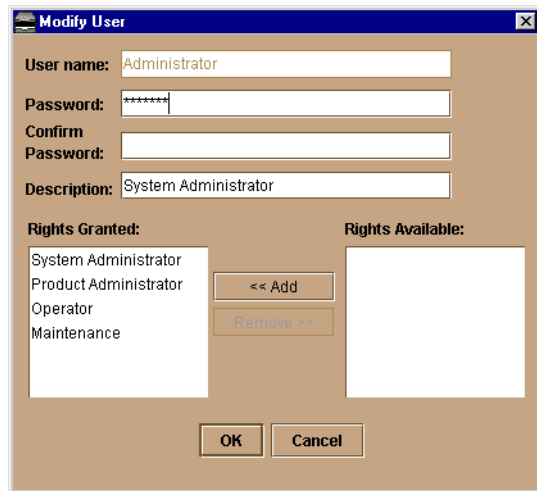 Modify User
User name: Administrator
Password: *******
Confirm
Password:
Description: System Administrator
Rights Granted: Rights Available:
System Administrator
Product Administrator
Operator
Maintenance
<< Add
Remove >>
OK Cancel